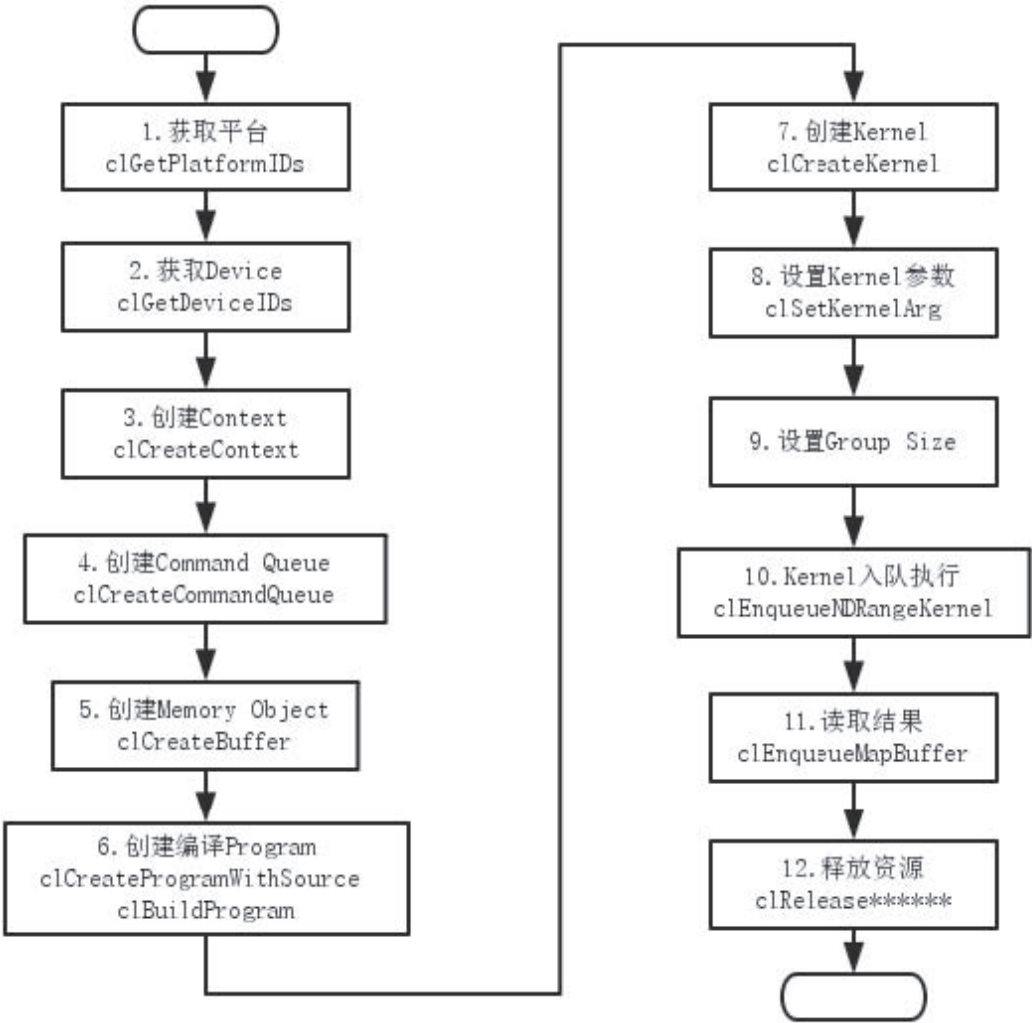 1.获取平台
clGetPlatformIDs
2.获取Device
clGetDeviceIDs
3.创建Context
clCreateContext
4.创建Command Queue
clCreateCommandQueue
5.创建Memory Object
clCreateBuffer
6.创建编译Program
clCreateProgramWithSource
clBuildProgram
7.创建Kernel
clCreateKernel
8.设置Kernel参数
clSetKernelArg
9.设置Group Size
10.Kernel入队执行
clEnqueueNDRangeKernel
11.读取结果
clEnqueueMapBuffer
12.释放资源
clRelease******